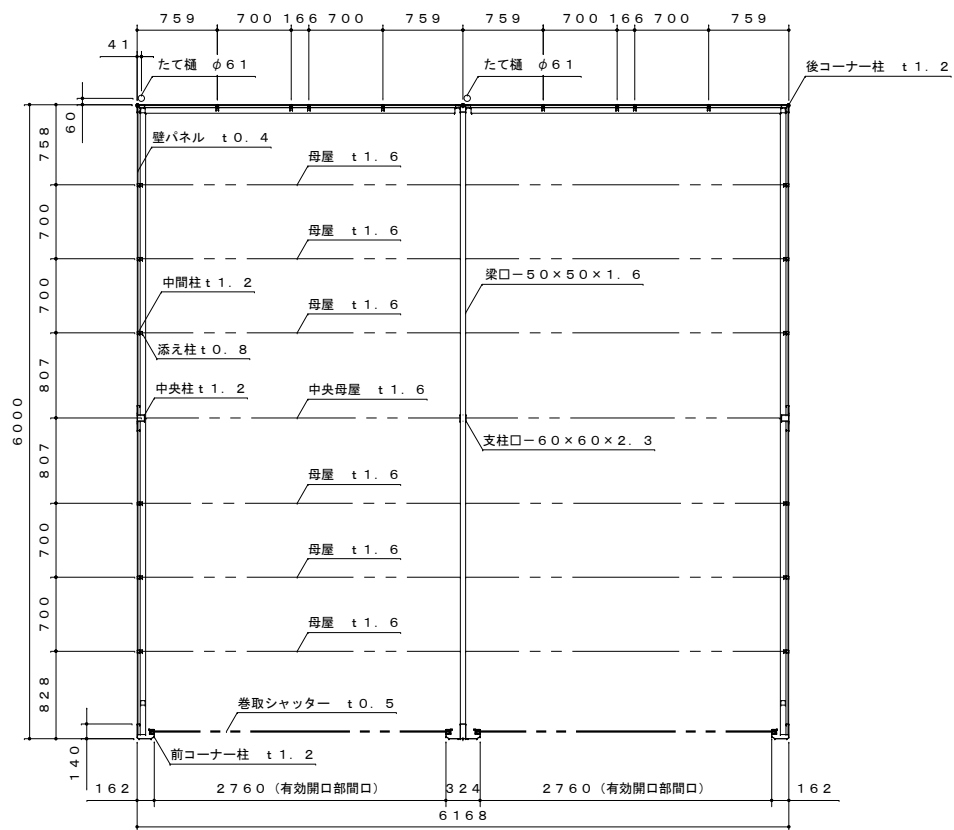 ７５９ ７００ １６６ ７００ ７５９ ７００ １６６ ７００ ７５９
４１
たて樋　φ６１
たて樋　φ６１
後コーナー柱　ｔ１．２
６０
７５８
壁パネル　ｔ０．４
母屋　ｔ１．６
７００
母屋　ｔ１．６
７００
中間柱ｔ１．２
梁口－５０×５０×１．６
母屋　ｔ１．６
添え柱ｔ０．８
８０７
中央柱ｔ１．２
中央母屋　ｔ１．６
６０００
支柱口－６０×６０×２．３
８０７
母屋　ｔ１．６
７００
母屋　ｔ１．６
７００
母屋　ｔ１．６
８２８
巻取シャッター　ｔ０．５
１４０
前コーナー柱　ｔ１．２
１６２ ２７６０（有効開口部間口） ３２４ ２７６０（有効開口部間口） １６２
６１６８